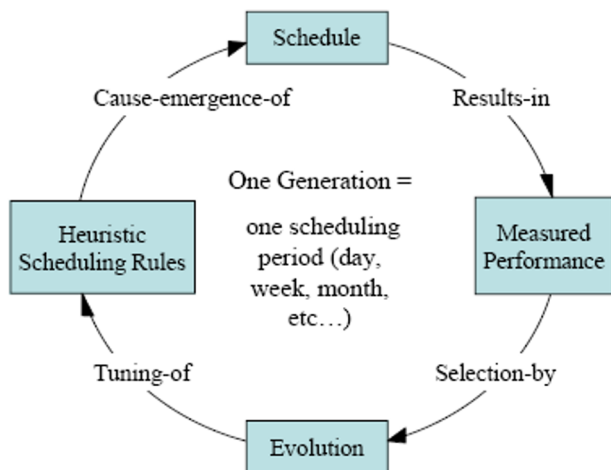 Schedule
Cause-emergence-of
Results-in
One Generation =
one scheduling
period (day,
week, month,
etc…)
Heuristic
Scheduling Rules
Measured
Performance
Tuning-of
Selection-by
Evolution